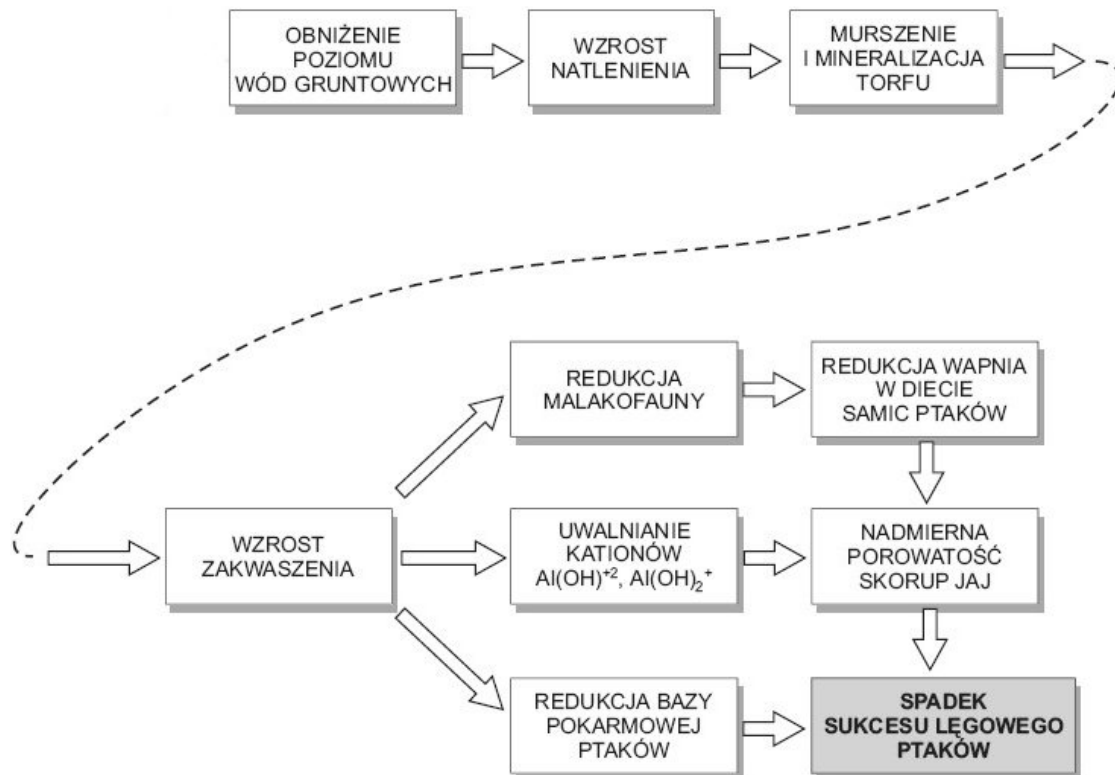 OBNIŻENIE
POZIOMU
WÓD GRUNTOWYCH
WZROST
NATLENIENIA
MURSZENIE
I MINERALIZACJA
TORFU
REDUKCJA
MALAKOFAUNY
REDUKCJA WAPNIA
W DIECIE
SAMIC PTAKÓW
WZROST
ZAKWASZENIA
UWALNIANIE
KATIONÓW
Al(OH)⁺², Al(OH)₂⁺
NADMIERNA
POROWATOŚĆ
SKORUP JAJ
REDUKCJA BAZY
POKARMOWEJ
PTAKÓW
SPADEK
SUKCESU LĘGOWEGO
PTAKÓW